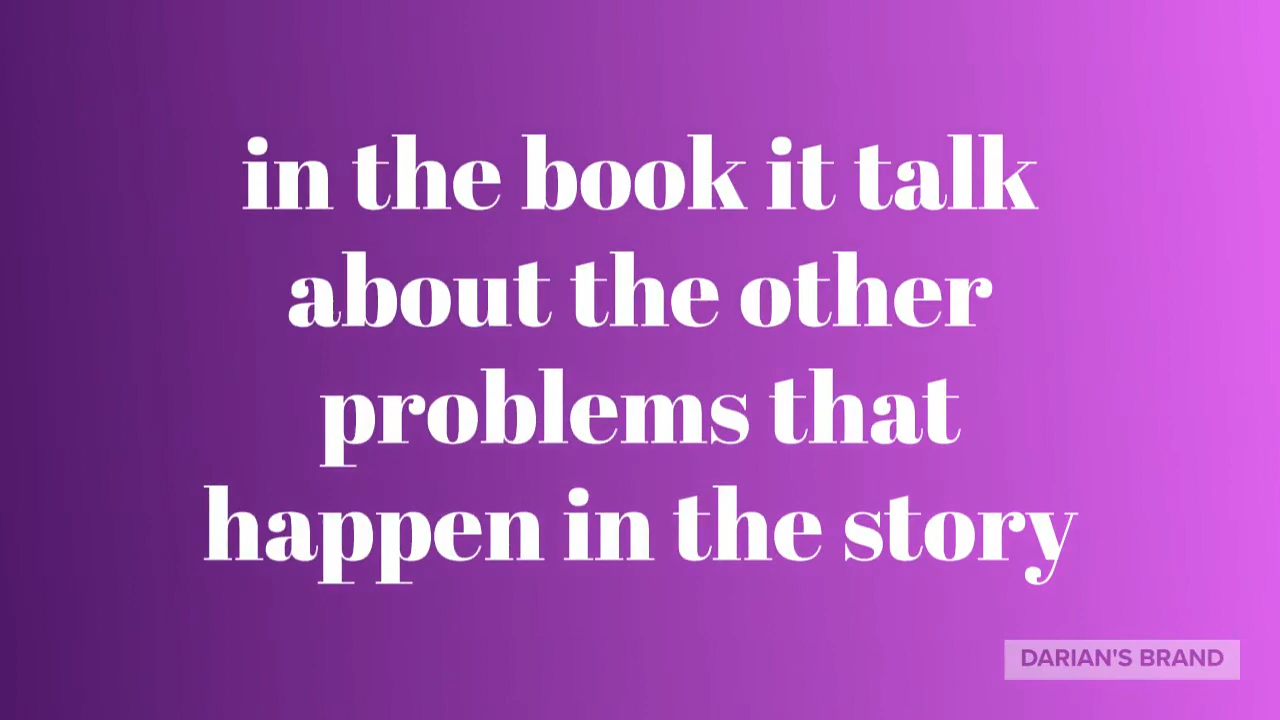 in the book it talk
about the other
problems that
happen in the story
DARIAN'S BRAND